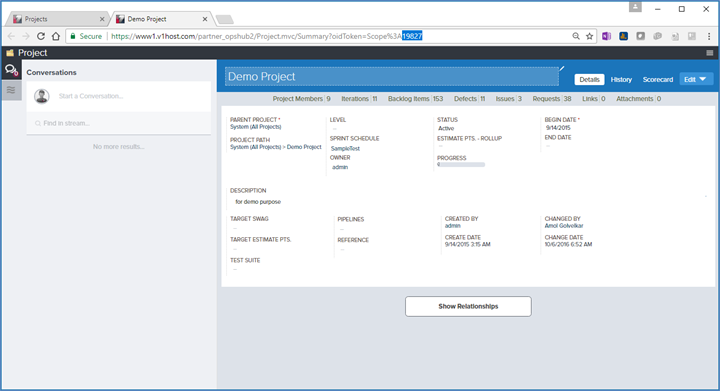 Projects
Demo Project
Secure https://www1.v1host.com/partner_opshub2/Project.mvc/Summary?oidToken=Scope%3A19827
Project
Conversations
Start a Conversation...
Find in stream...
No more results...
Demo Project
Details History Scorecard Edit
Project Members 9 Iterations 11 Backlog Items 153 Defects 11 Issues 3 Requests 38 Links 0 Attachments 0
PARENT PROJECT *
System (All Projects)
PROJECT PATH
System (All Projects) > Demo Project
LEVEL
--
SPRINT SCHEDULE
SampleTest
OWNER
admin
STATUS
Active
ESTIMATE PTS. - ROLLUP
--
PROGRESS
BEGIN DATE *
9/14/2015
END DATE
--
DESCRIPTION
for demo purpose
TARGET SWAG
--
TARGET ESTIMATE PTS.
--
TEST SUITE
--
PIPELINES
--
REFERENCE
--
CREATED BY
admin
CREATE DATE
9/14/2015 3:15 AM
CHANGED BY
Amol Golvelkar
CHANGE DATE
10/6/2016 6:52 AM
Show Relationships